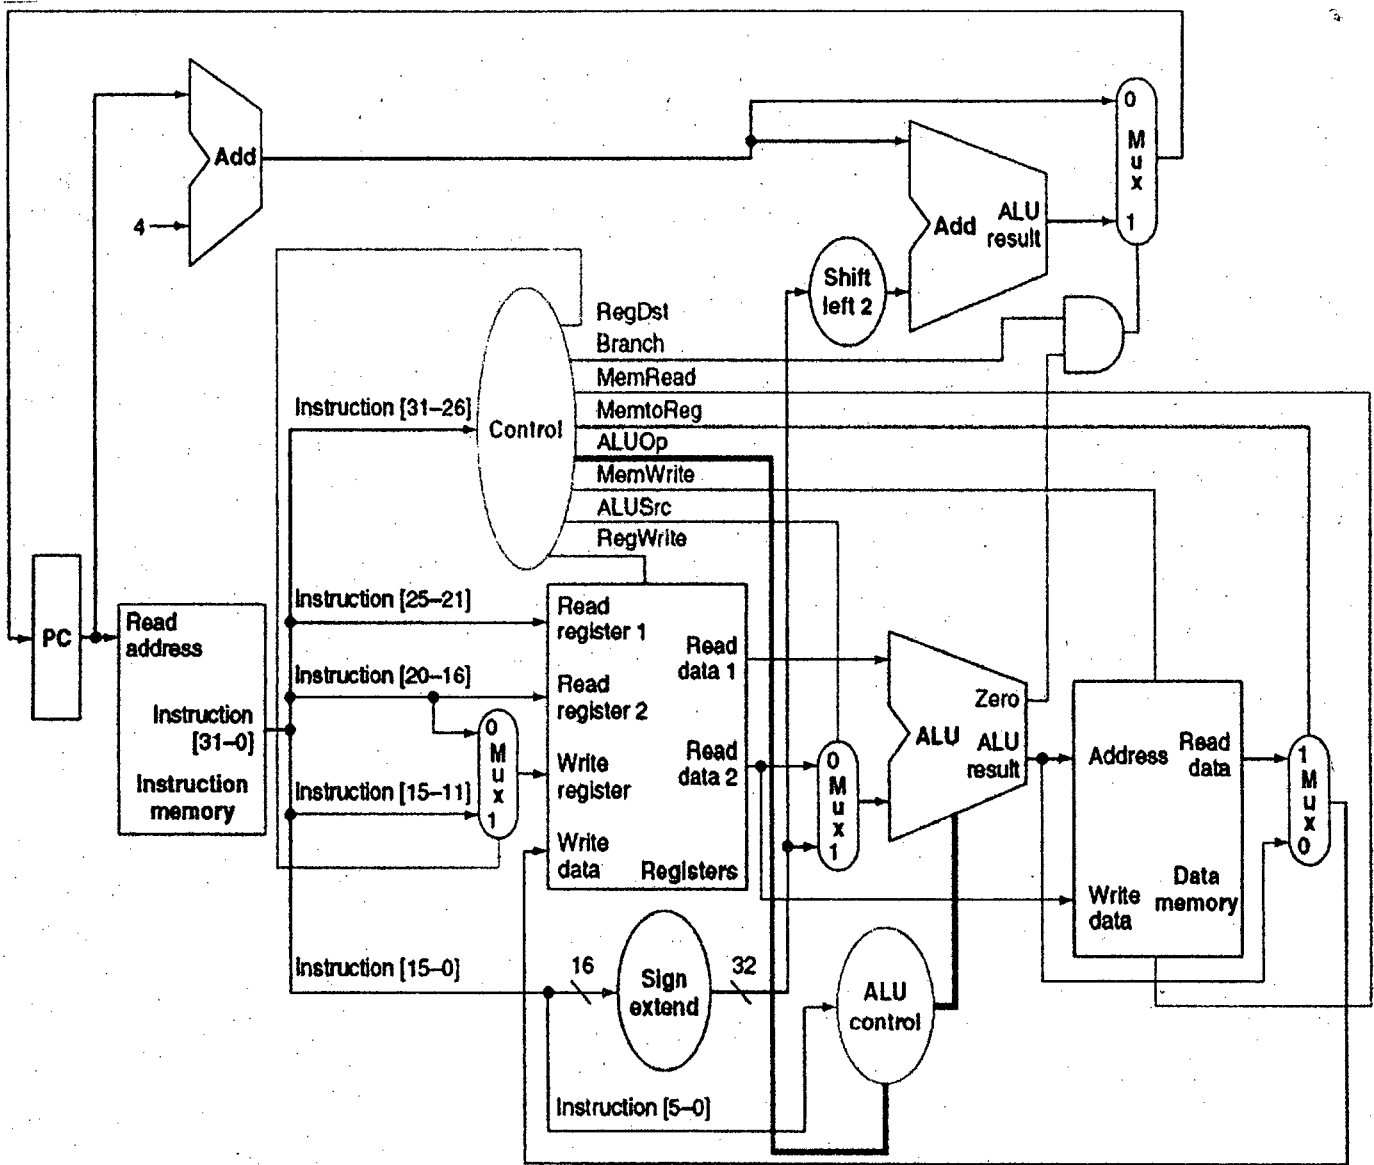 0
M
u
x
1
Add
4
Add
ALU
result
Shift
left 2
RegDst
Branch
MemRead
MemtoReg
ALUOp
MemWrite
ALUSrc
RegWrite
Instruction [31–26]
Control
PC
Read
address
Instruction
[31–0]
Instruction
memory
Instruction [25–21]
Instruction [20–16]
Instruction [15–11]
0
M
u
x
1
Read
register 1
Read
register 2
Write
register
Write
data
Read
data 1
Read
data 2
Registers
0
M
u
x
1
Zero
ALU
ALU
result
Address
Read
data
Write
data
Data
memory
1
M
u
x
0
Instruction [15–0]
16
Sign
extend
32
ALU
control
Instruction [5–0]